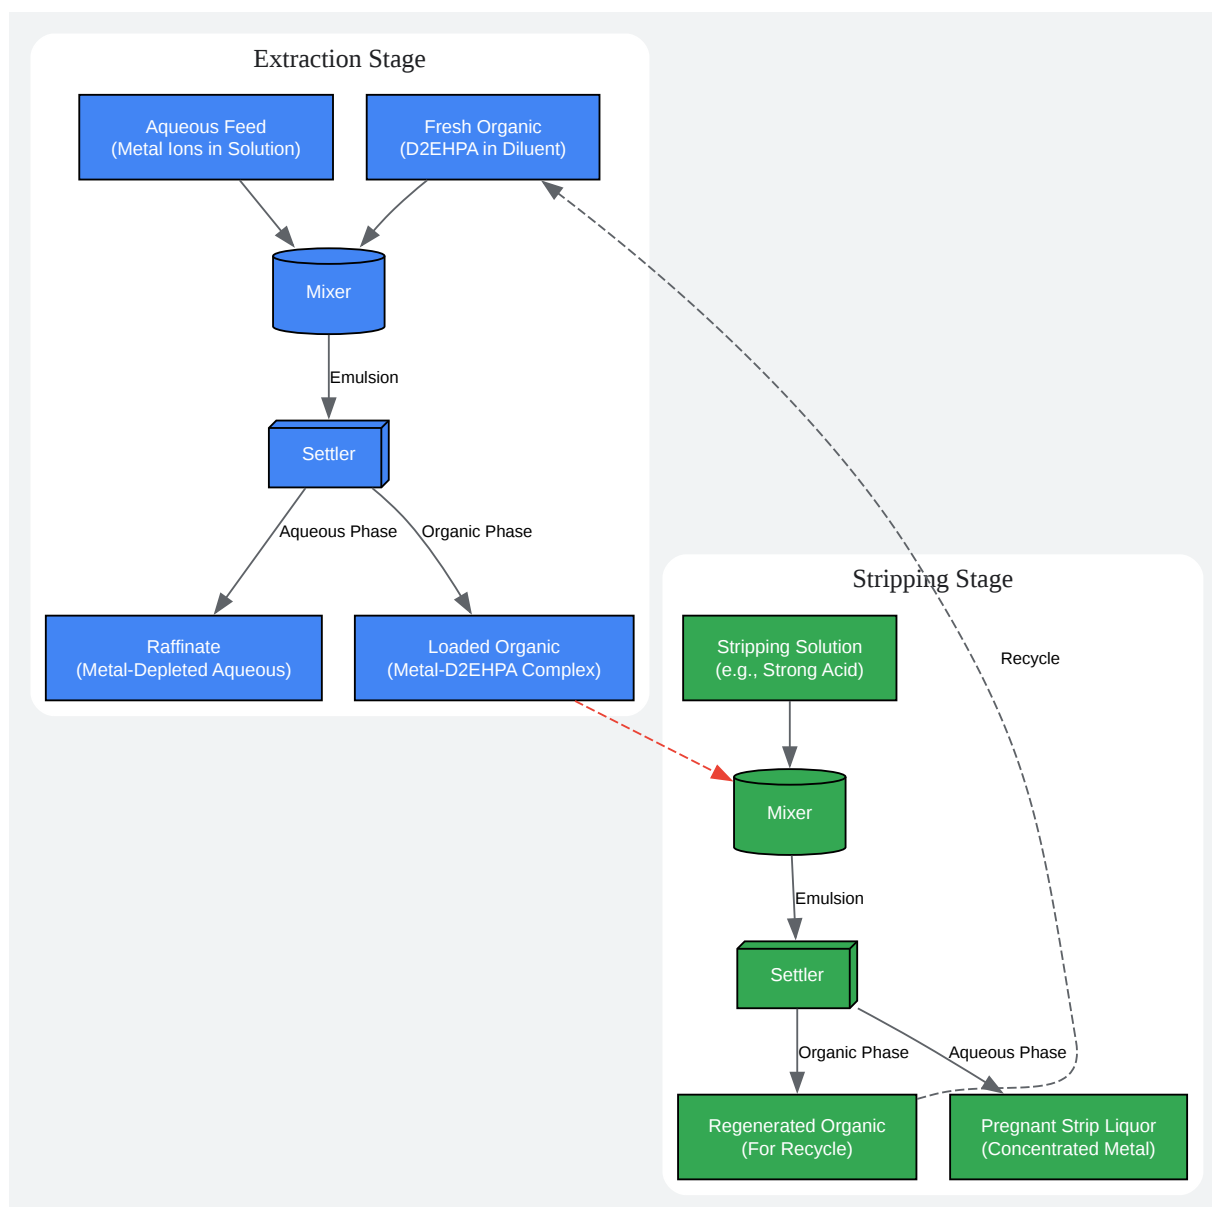 Extraction Stage
Aqueous Feed
(Metal Ions in Solution)
Fresh Organic
(D2EHPA in Diluent)
Mixer
Emulsion
Settler
Aqueous Phase
Organic Phase
Raffinate
(Metal-Depleted Aqueous)
Loaded Organic
(Metal-D2EHPA Complex)
Stripping Stage
Stripping Solution
(e.g., Strong Acid)
Recycle
Mixer
Emulsion
Settler
Organic Phase
Aqueous Phase
Regenerated Organic
(For Recycle)
Pregnant Strip Liquor
(Concentrated Metal)